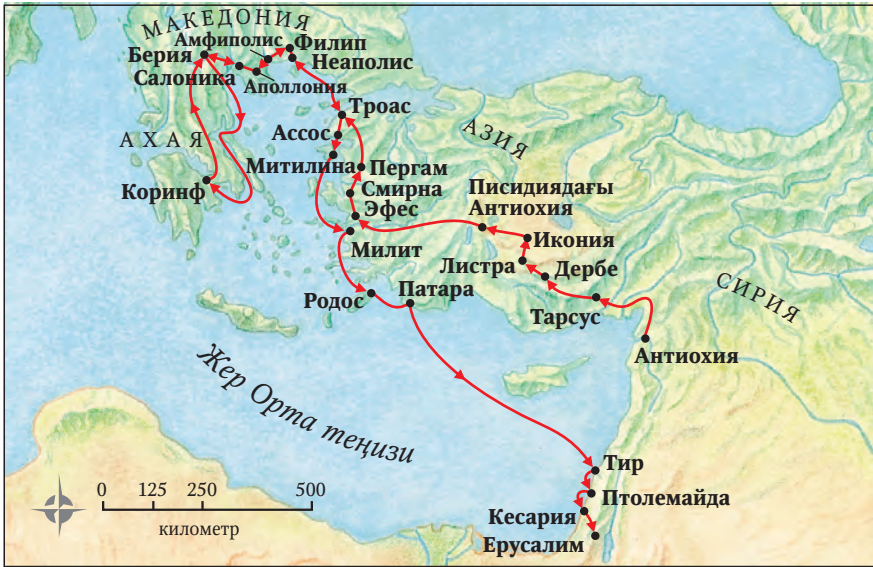 МАКЕДОНИЯ
Амфиполис
Филип
Берия
Неаполис
Салоника
Аполлония
Троас
АЗИЯ
Ассос
АХАЯ
Митилина
Пергам
Коринф
Смирна
Писидиядағы
Антиохия
Эфес
Милит
Икония
Листра
Дербе
СИРИЯ
Родос
Патара
Тарсус
Антиохия
Жер Орта теңизи
Тир
0 125 250 500
километр
Птолемайда
Кесария
Ерусалим